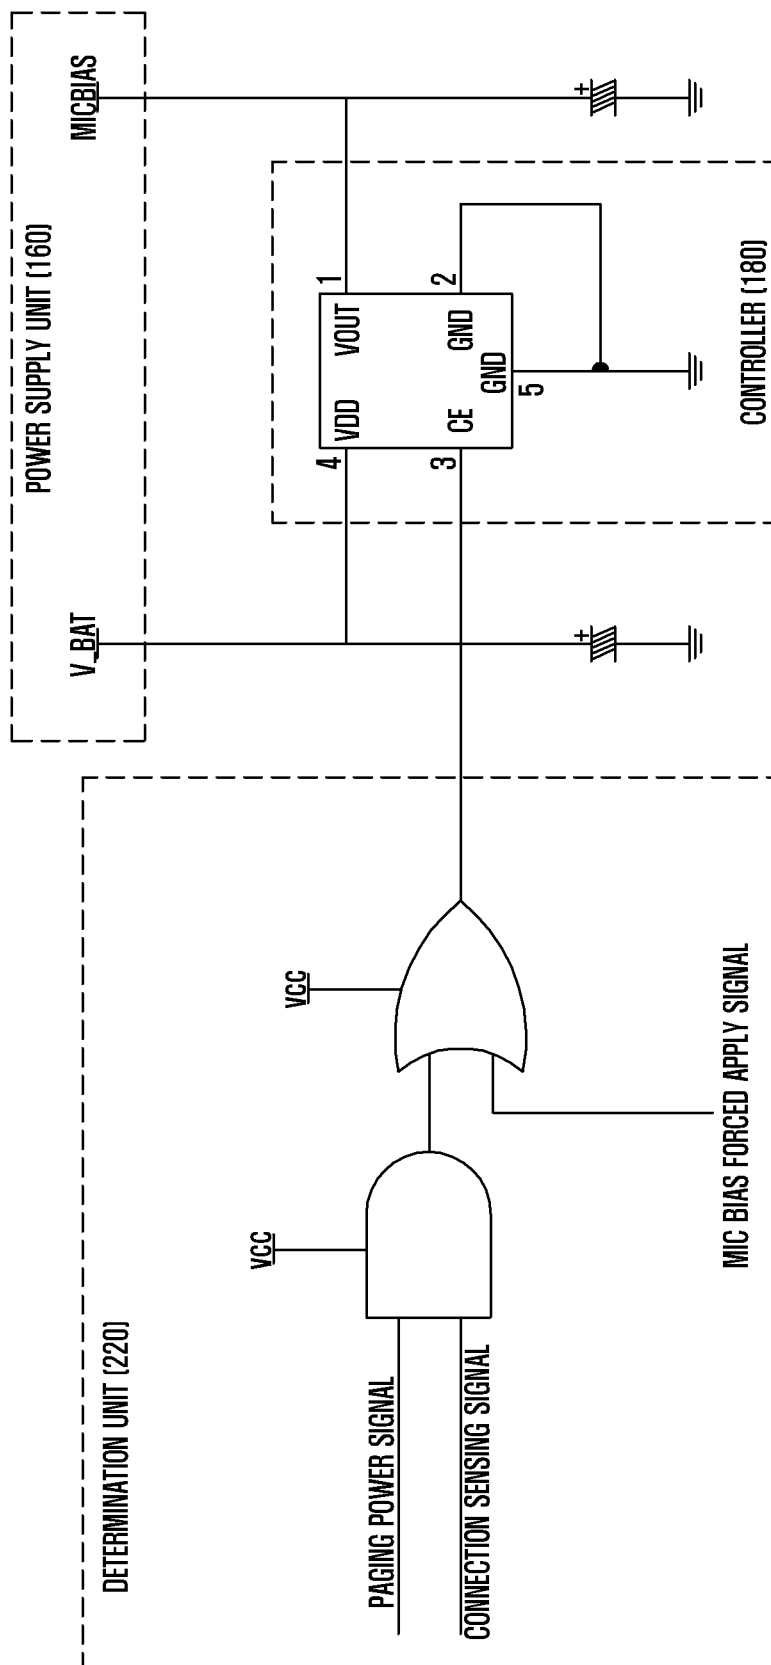 POWER SUPPLY UNIT (160)
V_BAT
MICBIAS
DETERMINATION UNIT (220)
VCC
VCC
4
1
VDD
VOUT
3
2
CE
GND
GND
5
+
+
PAGING POWER SIGNAL
CONNECTION SENSING SIGNAL
MIC BIAS FORCED APPLY SIGNAL
CONTROLLER (180)